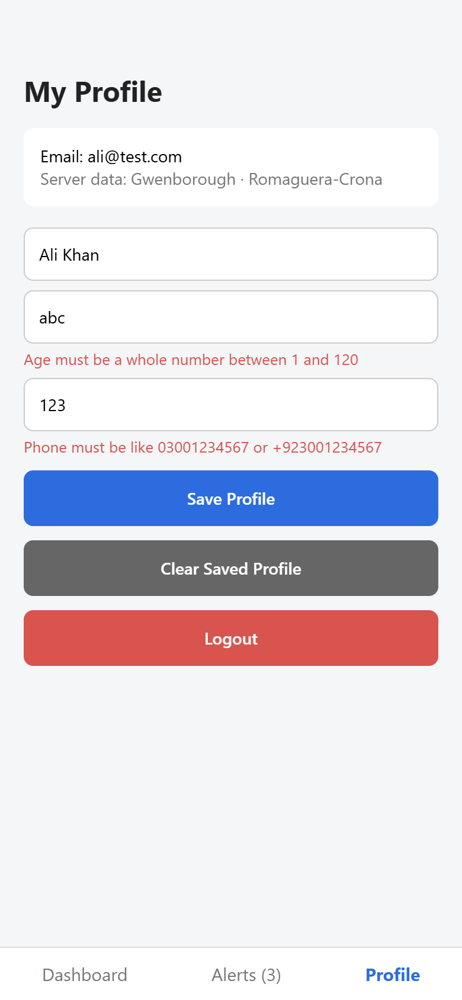 My Profile
Email: ali@test.com
Server data: Gwenborough · Romaguera-Crona
Ali Khan
abc
Age must be a whole number between 1 and 120
123
Phone must be like 03001234567 or +923001234567
Save Profile
Clear Saved Profile
Logout
Dashboard Alerts (3) Profile